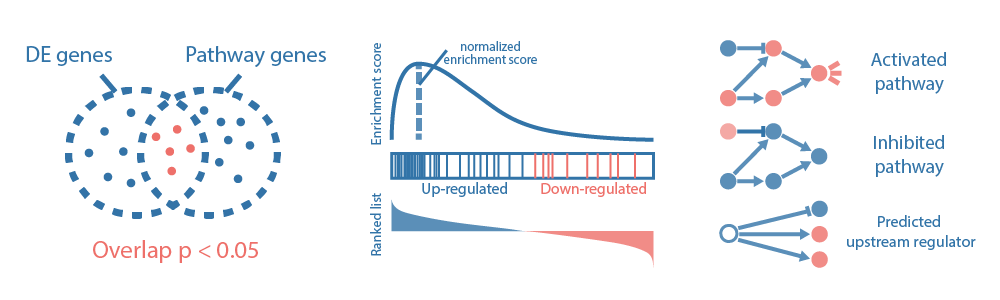 DE genes
Pathway genes
Overlap p < 0.05
Enrichment score
normalized
enrichment score
Up-regulated
Down-regulated
Ranked list
Activated
pathway
Inhibited
pathway
Predicted
upstream regulator